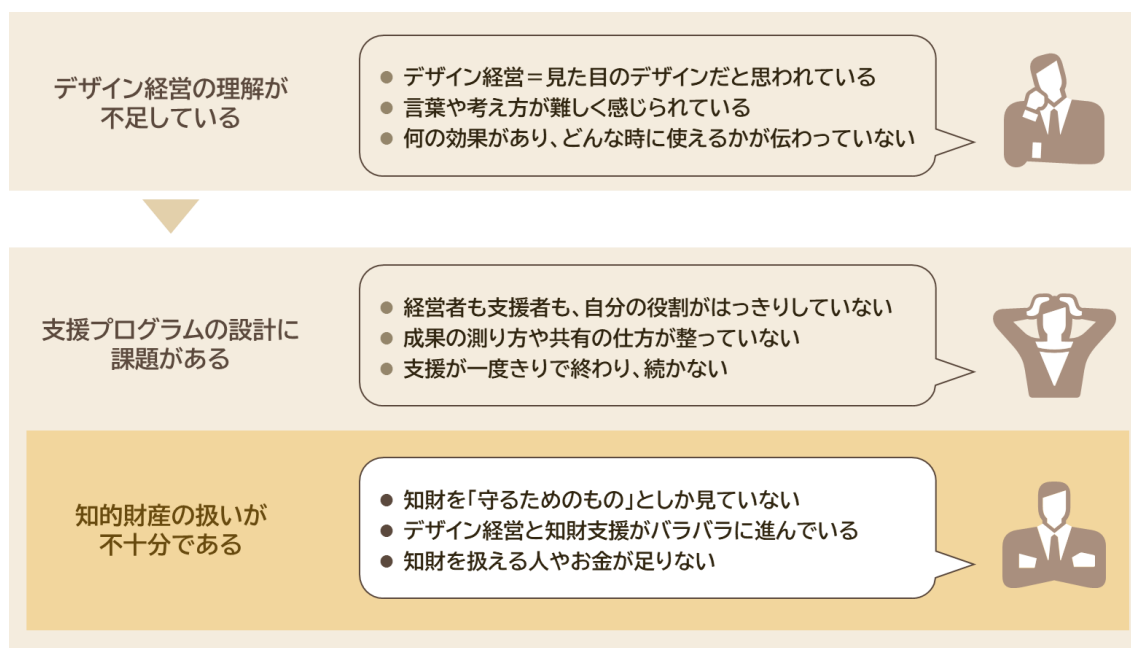 デザイン経営の理解が
不足している
● デザイン経営＝見た目のデザインだと思われている
● 言葉や考え方が難しく感じられている
● 何の効果があり、どんな時に使えるかが伝わっていない
支援プログラムの設計に
課題がある
● 経営者も支援者も、自分の役割がはっきりしていない
● 成果の測り方や共有の仕方が整っていない
● 支援が一度きりで終わり、続かない
知的財産の扱いが
不十分である
● 知財を「守るためのもの」としか見ていない
● デザイン経営と知財支援がバラバラに進んでいる
● 知財を扱える人やお金が足りない